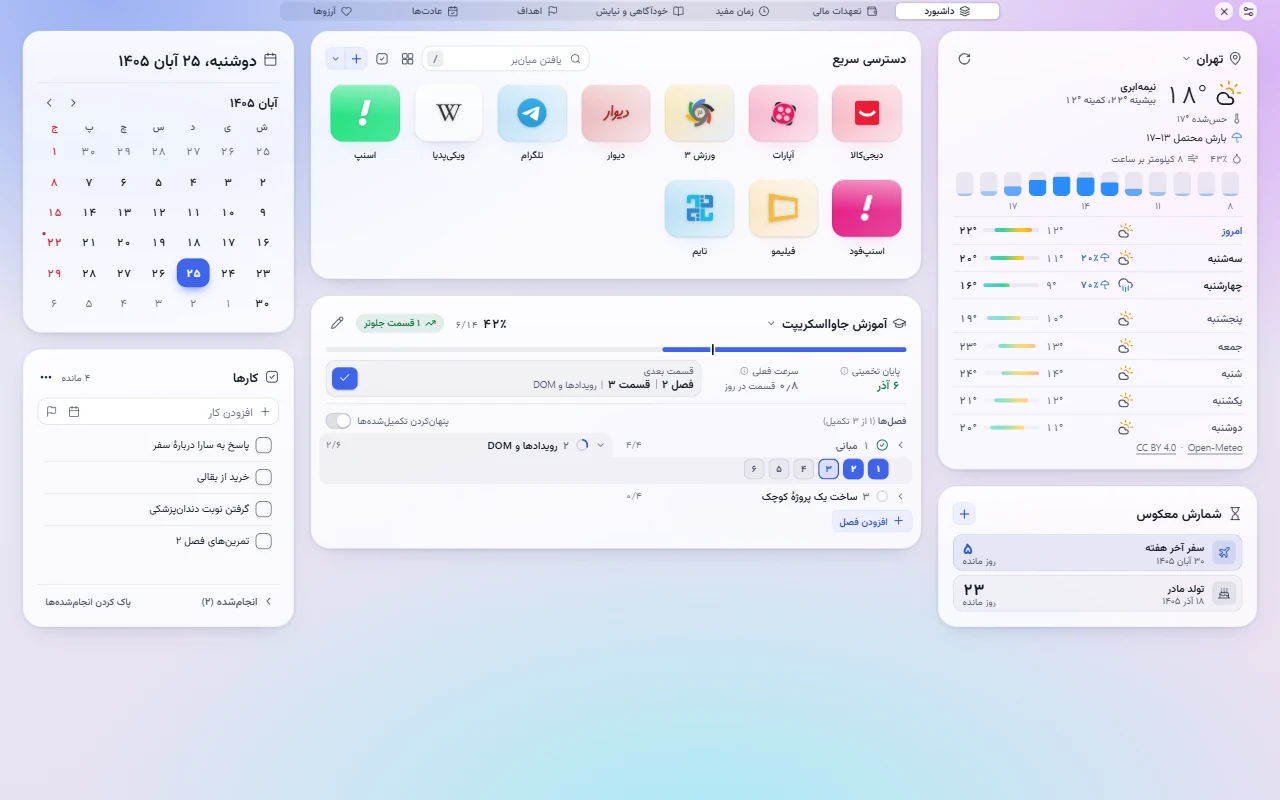 داشبورد
تعهدات مالی
زمان مفید
خودآگاهی و نیایش
اهداف
عادت‌ها
آرزوها
تهران
۱۸°
نیمه‌ابری
بیشینه ۲۲°، کمینه ۱۲°
حس‌شده ۱۷°
بارش محتمل ۱۳–۱۷
۴۳٪ ۸ کیلومتر بر ساعت
۸ ۱۱ ۱۴ ۱۷
امروز ۱۲° ۲۲°
سه‌شنبه ۲۰٪ ۱۱° ۲۰°
چهارشنبه ۷۰٪ ۹° ۱۶°
پنجشنبه ۱۰° ۱۹°
جمعه ۱۳° ۲۳°
شنبه ۱۴° ۲۴°
یکشنبه ۱۲° ۲۱°
دوشنبه ۱۱° ۲۰°
Open-Meteo · CC BY 4.0
شمارش معکوس
سفر آخر هفته
۳۰ آبان ۱۴۰۵
۵
روز مانده
تولد مادر
۱۸ آذر ۱۴۰۵
۲۳
روز مانده
دسترسی سریع
یافتن میان‌بر
/
دیجی‌کالا
آپارات
ورزش ۳
دیوار
دیوار
تلگرام
W
ویکی‌پدیا
اسنپ
اسنپ‌فود
فیلیمو
تایم
آموزش جاوااسکریپت
۴۲٪ ۶/۱۴
۱ قسمت جلوتر
پایان تخمینی
۶ آذر
سرعت فعلی
۰٫۸ قسمت در روز
قسمت بعدی
فصل ۲ | قسمت ۳ | رویدادها و DOM
فصل‌ها (۱ از ۳ تکمیل)
پنهان‌کردن تکمیل‌شده‌ها
۱ مبانی ۴/۴
۲ رویدادها و DOM ۲/۶
۱ ۲ ۳ ۴ ۵ ۶
۳ ساخت یک پروژهٔ کوچک ۰/۴
افزودن فصل
دوشنبه، ۲۵ آبان ۱۴۰۵
آبان ۱۴۰۵
ش ی د س چ پ ج
۲۵ ۲۶ ۲۷ ۲۸ ۲۹ ۳۰ ۱
۲ ۳ ۴ ۵ ۶ ۷ ۸
۹ ۱۰ ۱۱ ۱۲ ۱۳ ۱۴ ۱۵
۱۶ ۱۷ ۱۸ ۱۹ ۲۰ ۲۱ ۲۲
۲۳ ۲۴ ۲۵ ۲۶ ۲۷ ۲۸ ۲۹
۳۰ ۱ ۲ ۳ ۴ ۵ ۶
کارها
۴ مانده
افزودن کار
پاسخ به سارا دربارهٔ سفر
خرید از بقالی
گرفتن نوبت دندان‌پزشکی
تمرین‌های فصل ۲
انجام‌شده (۲)
پاک کردن انجام‌شده‌ها